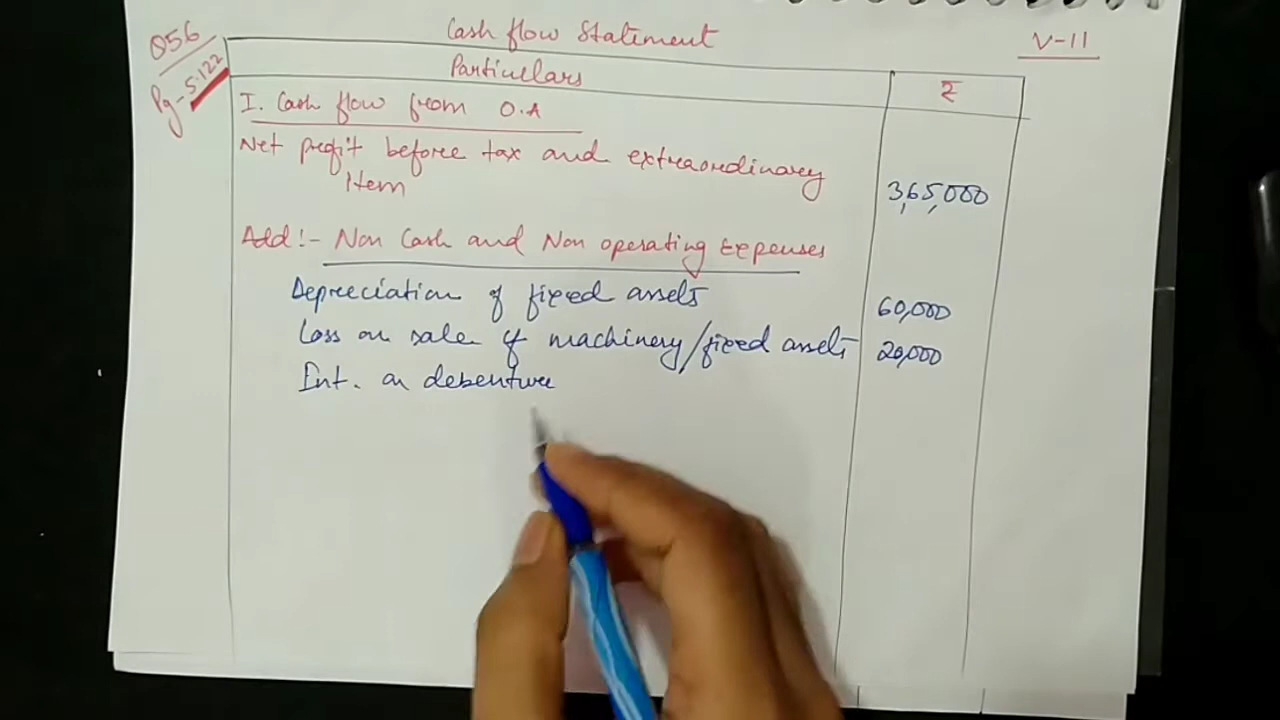 Cash flow Statement
V-11
Q56
Pg-5.122
Particulars
₹
I. Cash flow from O.A
Net profit before tax and extraordinary
Item
3,65,000
Add:- Non Cash and Non operating Expenses
Depreciation of fixed assets
60,000
Loss on sale of machinery/fixed assets
20,000
Int. on debenture